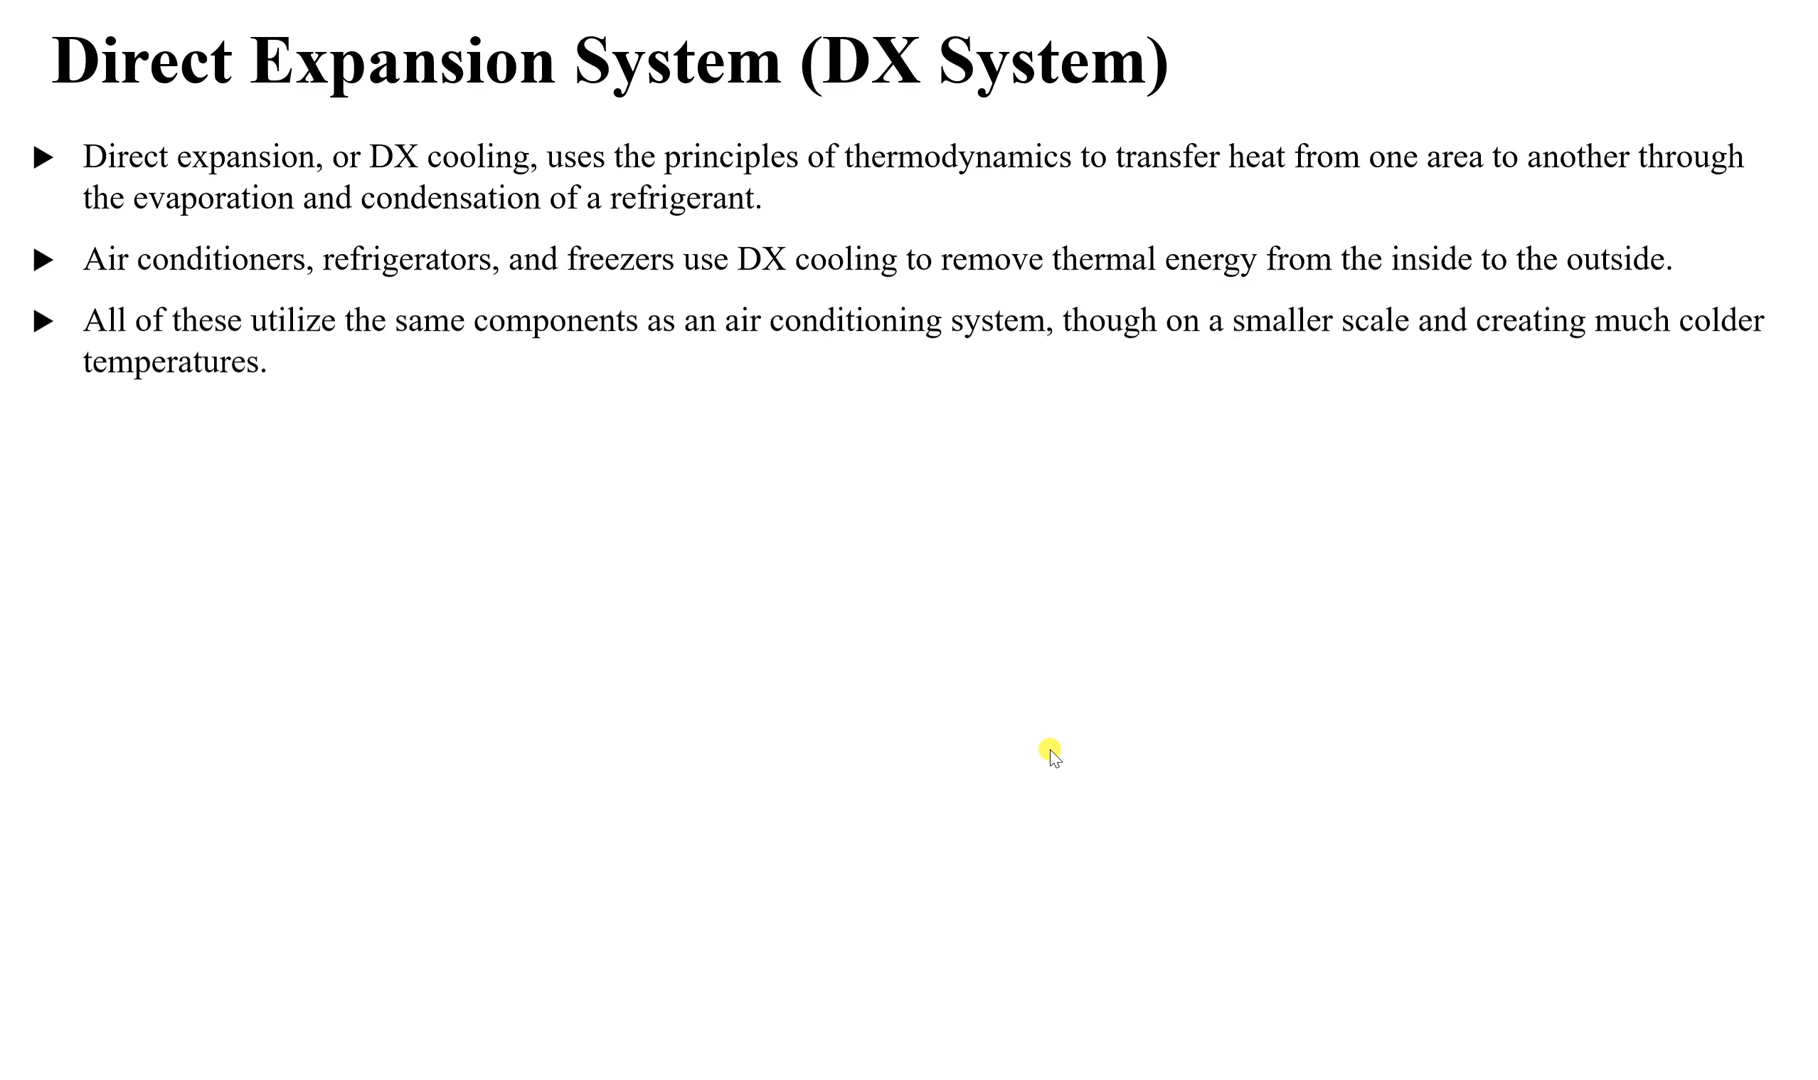 Direct Expansion System (DX System)
Direct expansion, or DX cooling, uses the principles of thermodynamics to transfer heat from one area to another through
the evaporation and condensation of a refrigerant.
Air conditioners, refrigerators, and freezers use DX cooling to remove thermal energy from the inside to the outside.
All of these utilize the same components as an air conditioning system, though on a smaller scale and creating much colder
temperatures.